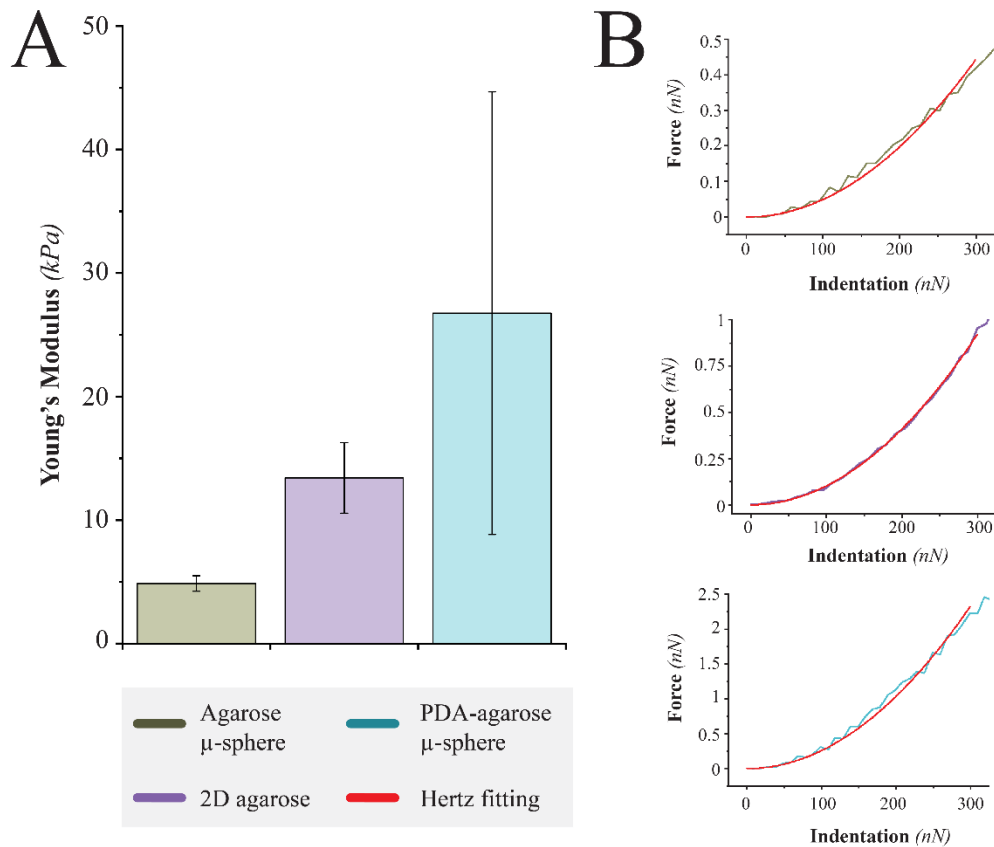 A
50
40
30
20
10
0
Young's Modulus (kPa)
Agarose
µ-sphere
PDA-agarose
µ-sphere
2D agarose
Hertz fitting
B
0.5
0.4
0.3
0.2
0.1
0
Force (nN)
0
100
200
300
Indentation (nN)
1
0.75
0.5
0.25
0
Force (nN)
0
100
200
300
Indentation (nN)
2.5
2
1.5
1
0.5
0
Force (nN)
0
100
200
300
Indentation (nN)